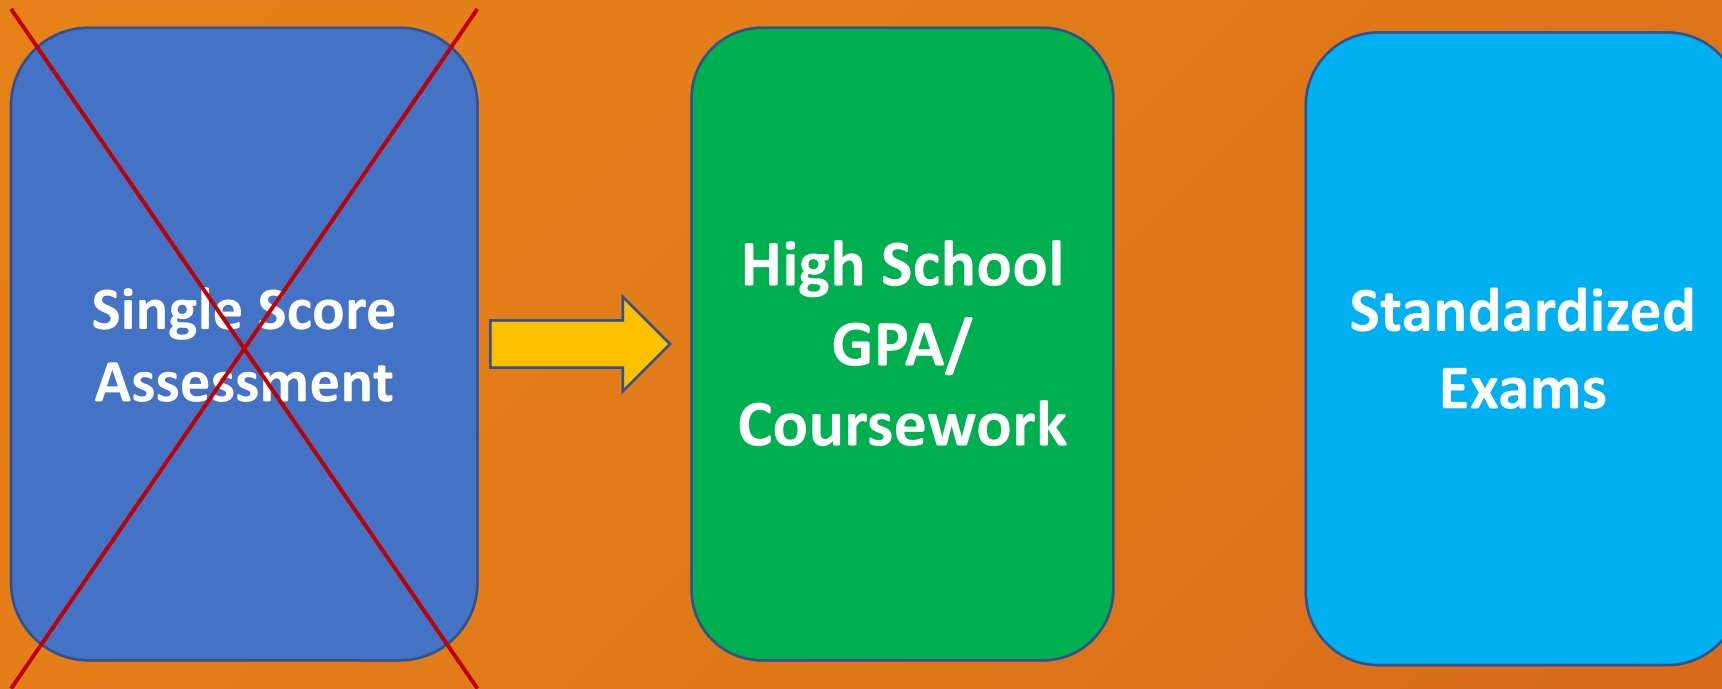 Single Score
Assessment
High School
GPA/
Coursework
Standardized
Exams